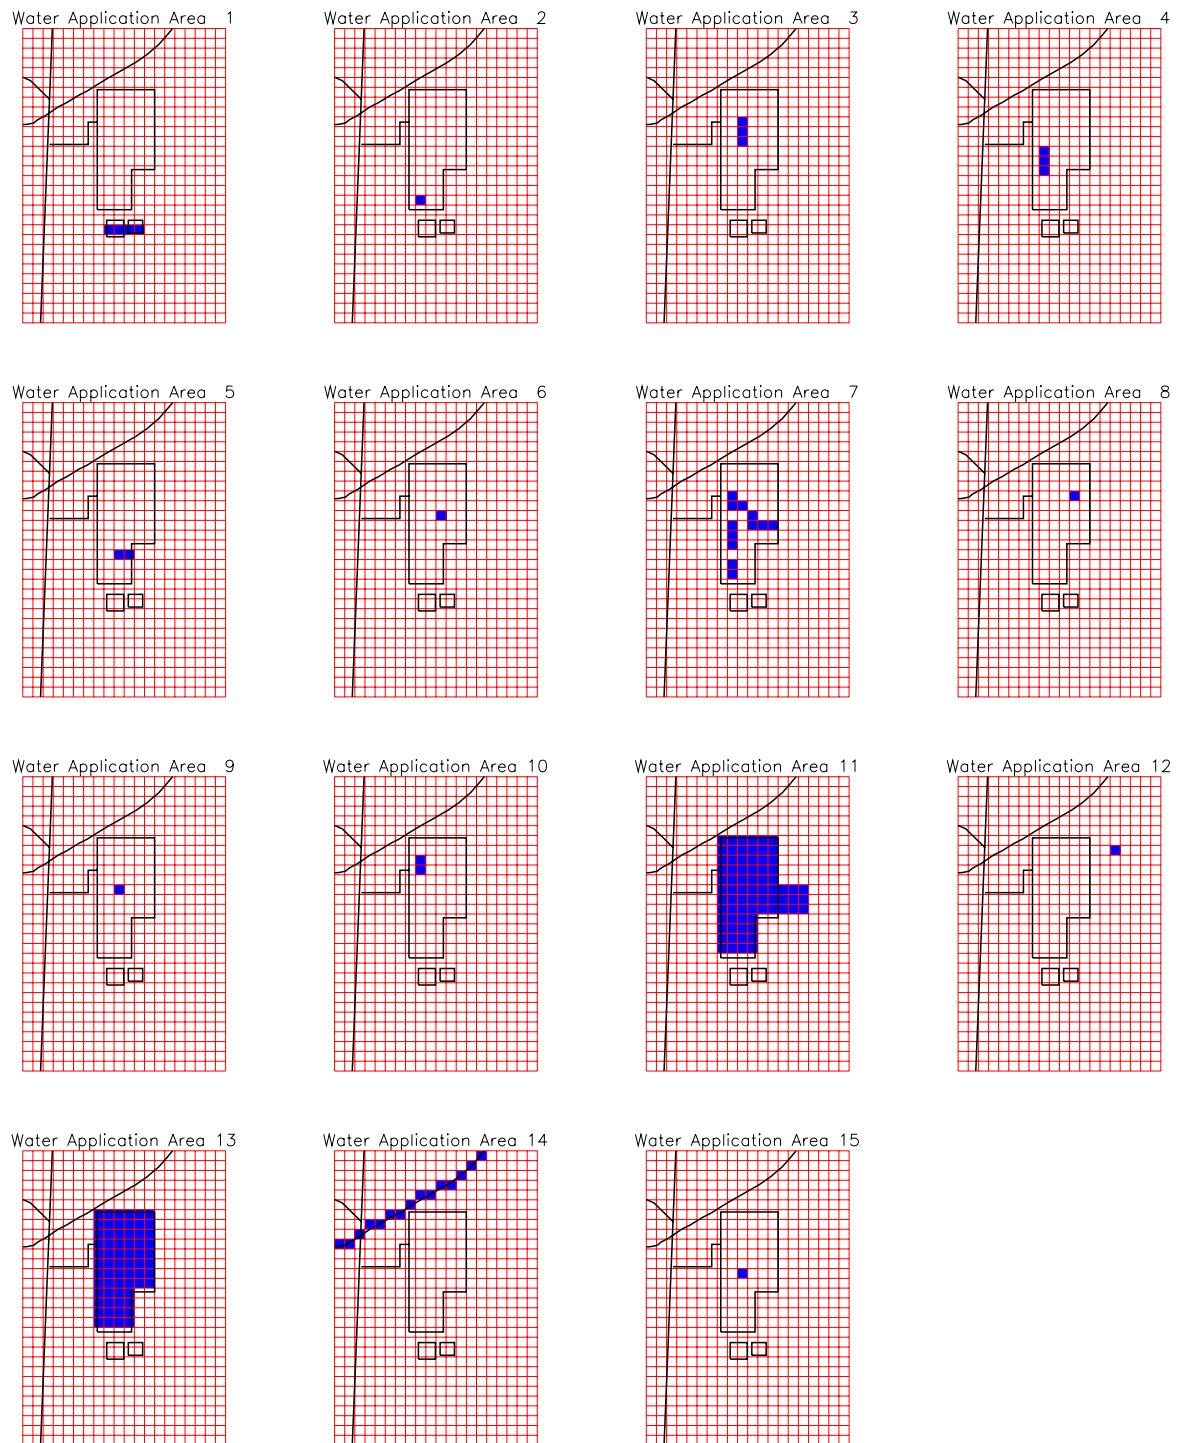 Water Application Area 1
Water Application Area 2
Water Application Area 3
Water Application Area 4
Water Application Area 5
Water Application Area 6
Water Application Area 7
Water Application Area 8
Water Application Area 9
Water Application Area 10
Water Application Area 11
Water Application Area 12
Water Application Area 13
Water Application Area 14
Water Application Area 15